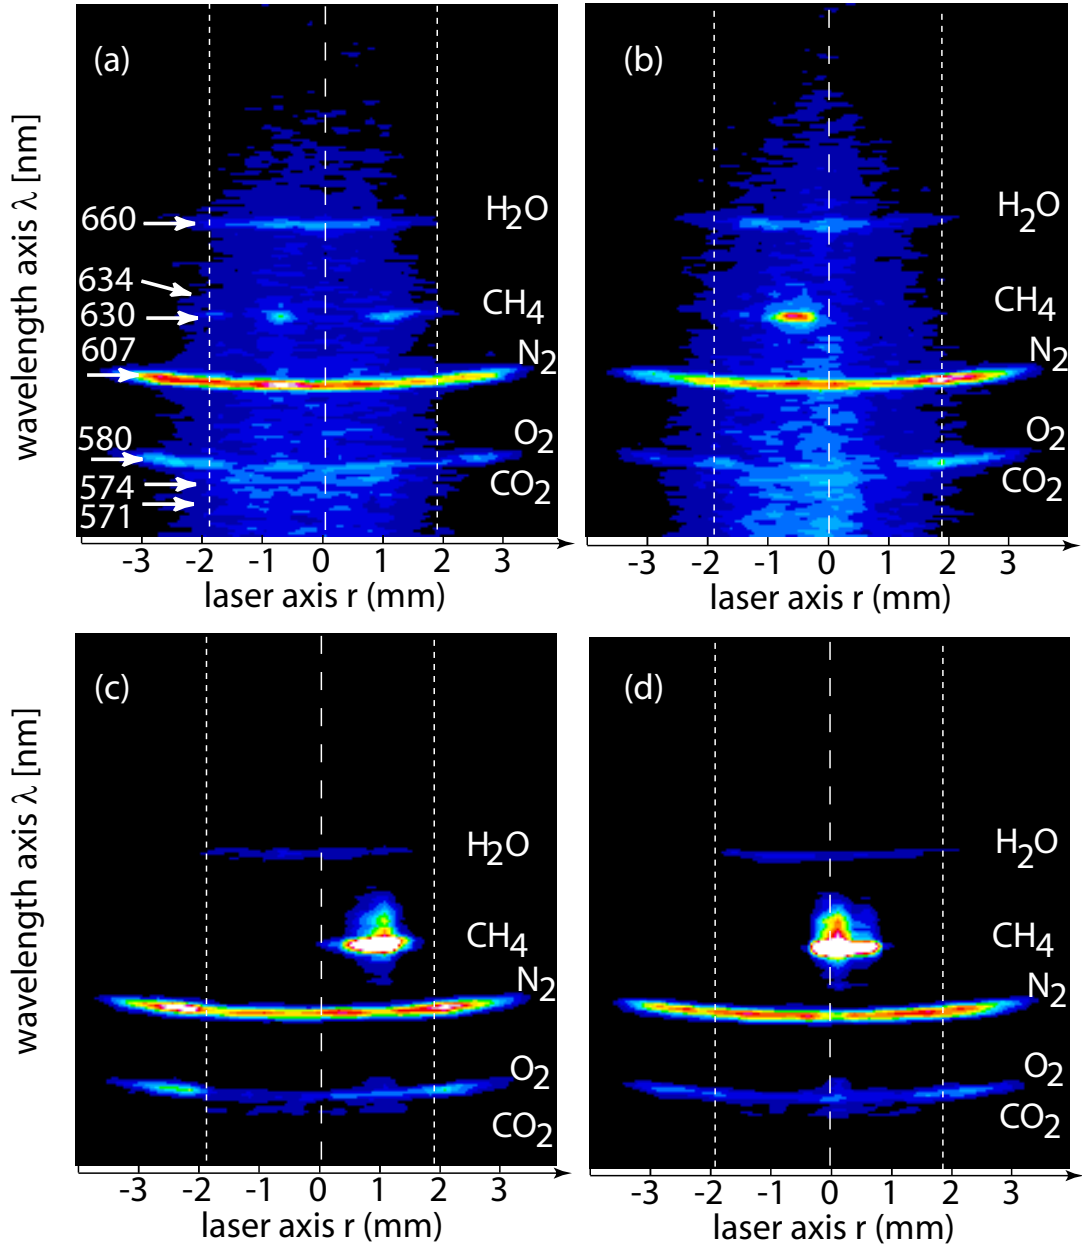 (a)
(b)
wavelength axis λ [nm]
660
634
630
607
580
574
571
H2O
CH4
N2
O2
CO2
H2O
CH4
N2
O2
CO2
-3 -2 -1 0 1 2 3
laser axis r (mm)
-3 -2 -1 0 1 2 3
laser axis r (mm)
(c)
(d)
wavelength axis λ [nm]
H2O
CH4
N2
O2
CO2
H2O
CH4
N2
O2
CO2
-3 -2 -1 0 1 2 3
laser axis r (mm)
-3 -2 -1 0 1 2 3
laser axis r (mm)